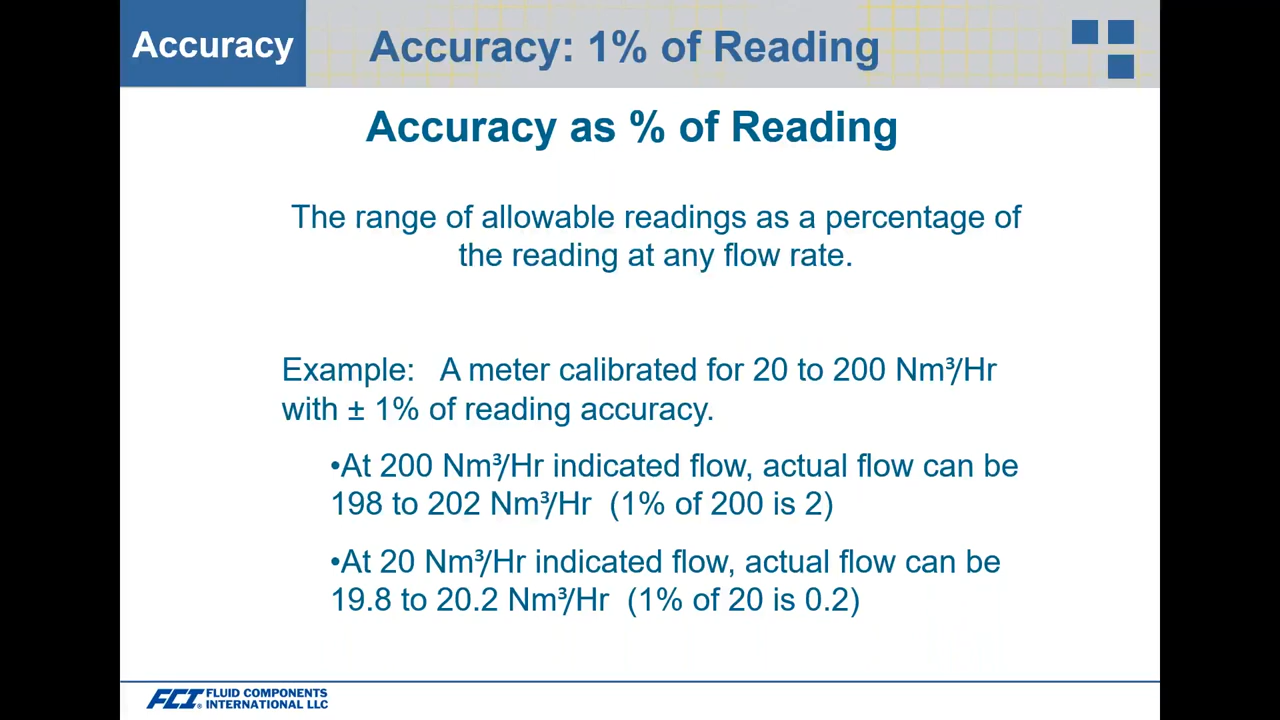 Accuracy
Accuracy: 1% of Reading
Accuracy as % of Reading
The range of allowable readings as a percentage of
the reading at any flow rate.
Example:   A meter calibrated for 20 to 200 Nm³/Hr
with ± 1% of reading accuracy.
•At 200 Nm³/Hr indicated flow, actual flow can be
198 to 202 Nm³/Hr  (1% of 200 is 2)
•At 20 Nm³/Hr indicated flow, actual flow can be
19.8 to 20.2 Nm³/Hr  (1% of 20 is 0.2)
FCI® FLUID COMPONENTS
INTERNATIONAL LLC